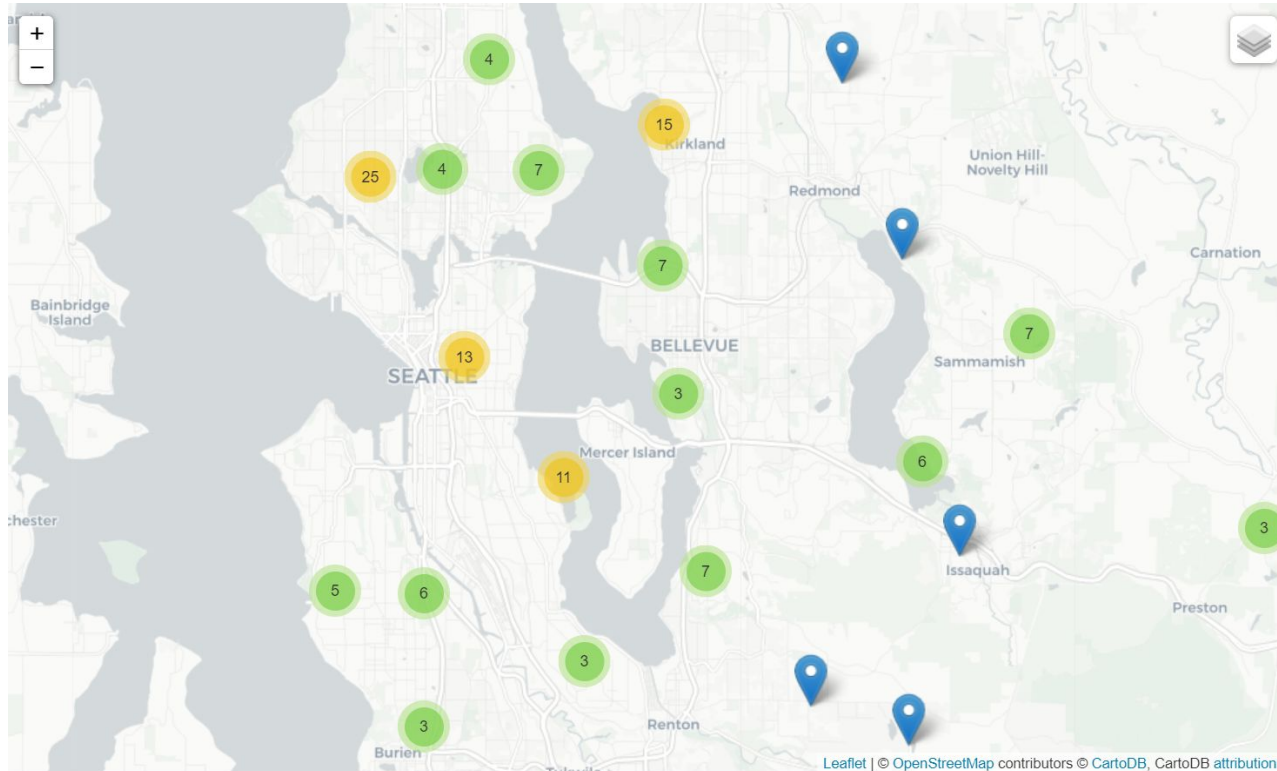 +
−
4
15
Kirkland
25
4
7
Union Hill-
Novelty Hill
Redmond
7
Carnation
Bainbridge
Island
7
BELLEVUE
13
SEATTLE
Sammamish
3
Mercer Island
6
11
chester
3
7
Issaquah
5
6
Preston
3
Renton
3
Burien
Leaflet | © OpenStreetMap contributors © CartoDB, CartoDB attribution